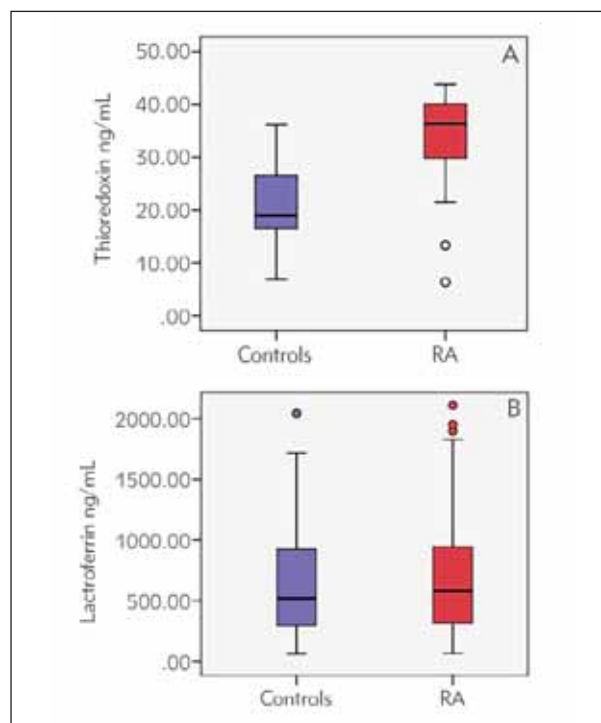 A
50.00
40.00
30.00
20.00
10.00
.00
Thioredoxin ng/mL
Controls RA
B
2000.00
1500.00
1000.00
500.00
.00
Lactoferrin ng/mL
Controls RA